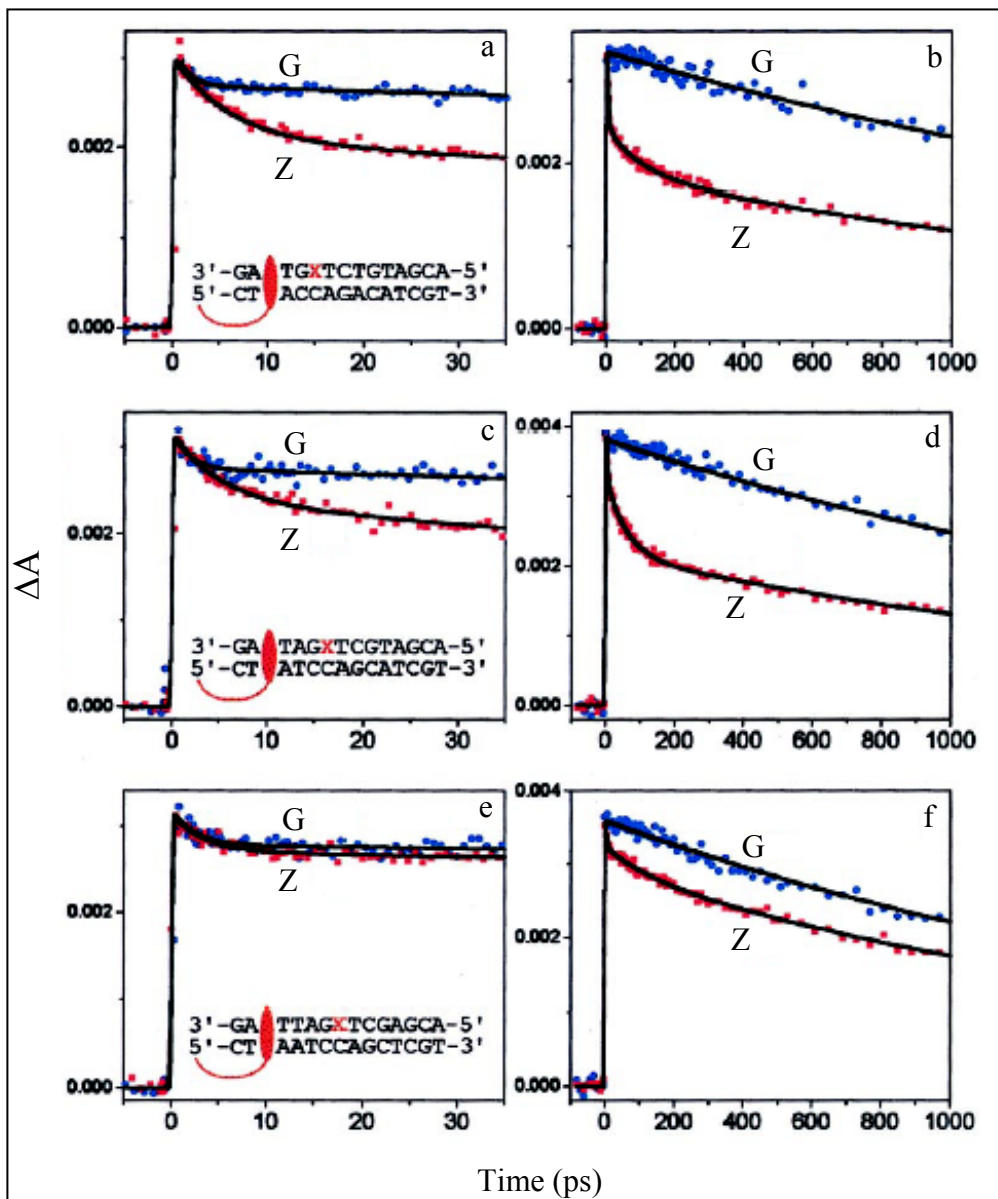 a
G
Z
0.002
0.000
3'-GA TGXTCTGTAGCA-5'
5'-CT ACCAGACATCGT-3'
0 10 20 30
b
G
Z
0.002
0.000
0 200 400 600 800 1000
c
G
Z
0.002
0.000
3'-GA TAGXTCGTAGCA-5'
5'-CT ATCCAGCATCGT-3'
0 10 20 30
d
0.004
G
Z
0.002
0.000
0 200 400 600 800 1000
e
G
Z
0.002
0.000
3'-GA TTAGXTCGAGCA-5'
5'-CT AATCCAGCTCGT-3'
0 10 20 30
f
0.004
G
Z
0.002
0.000
0 200 400 600 800 1000
ΔA
Time (ps)